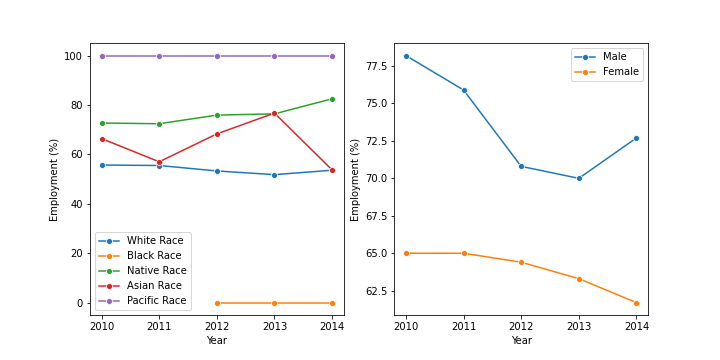 100
80
60
40
20
0
Employment (%)
White Race
Black Race
Native Race
Asian Race
Pacific Race
2010 2011 2012 2013 2014
Year
77.5
75.0
72.5
70.0
67.5
65.0
62.5
Employment (%)
Male
Female
2010 2011 2012 2013 2014
Year